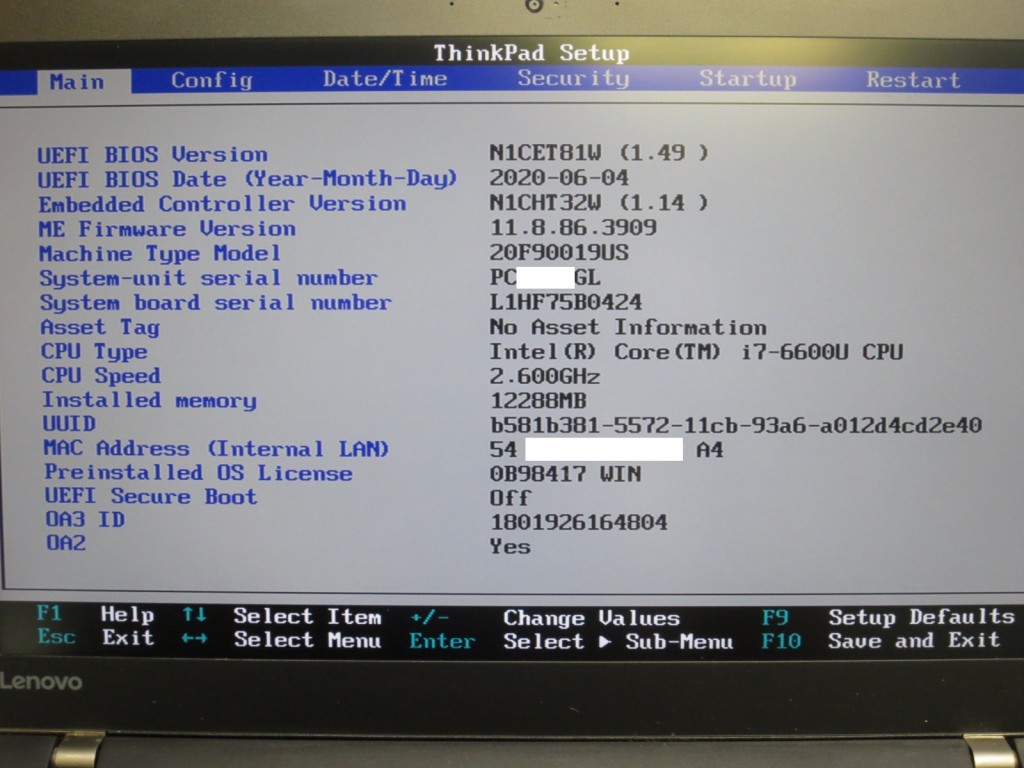 ThinkPad Setup
Main Config Date/Time Security Startup Restart
UEFI BIOS Version N1CET81W (1.49 )
UEFI BIOS Date (Year-Month-Day) 2020-06-04
Embedded Controller Version N1CHT32W (1.14 )
ME Firmware Version 11.8.86.3909
Machine Type Model 20F90019US
System-unit serial number PC GL
System board serial number L1HF75B0424
Asset Tag No Asset Information
CPU Type Intel(R) Core(TM) i7-6600U CPU
CPU Speed 2.600GHz
Installed memory 12288MB
UUID b581b381-5572-11cb-93a6-a012d4cd2e40
MAC Address (Internal LAN) 54 A4
Preinstalled OS License 0B98417 WIN
UEFI Secure Boot Off
OA3 ID 1801926164804
OA2 Yes
F1 Help ↑↓ Select Item +/- Change Values F9 Setup Defaults
Esc Exit ↔ Select Menu Enter Select ▶ Sub-Menu F10 Save and Exit
Lenovo